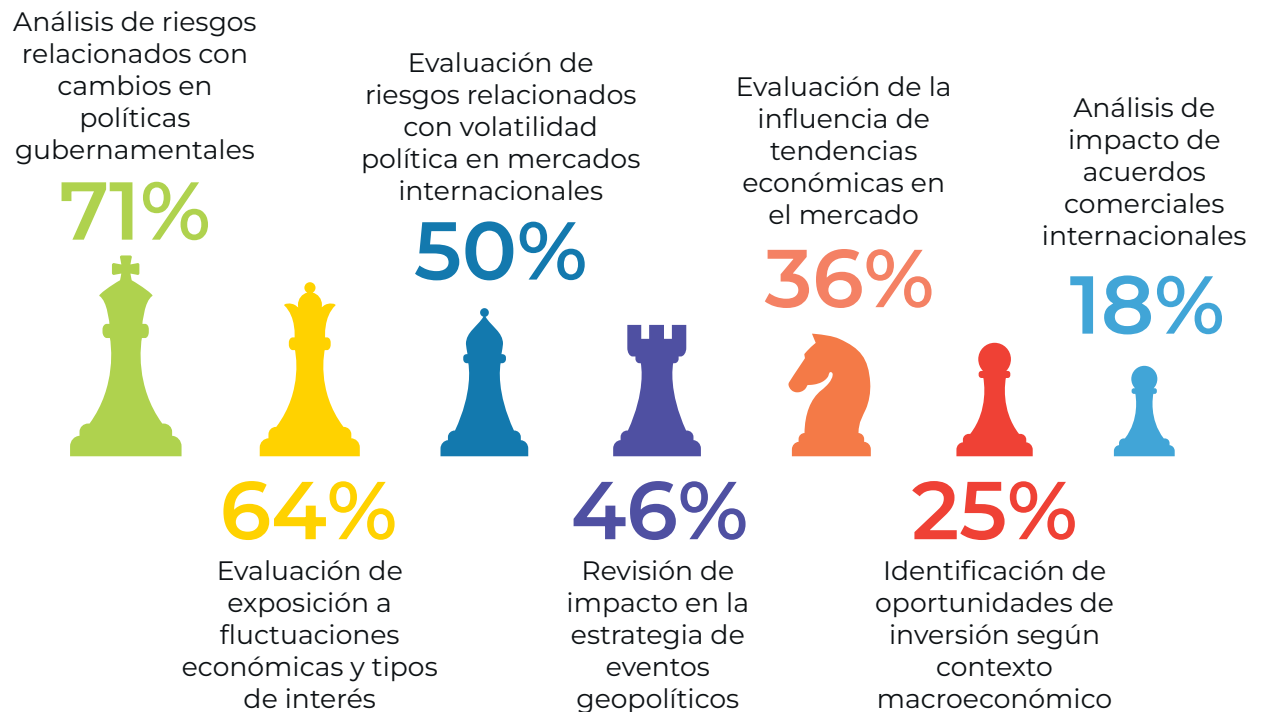 Análisis de riesgos
relacionados con
cambios en
políticas
gubernamentales
71%
Evaluación de
riesgos relacionados
con volatilidad
política en mercados
internacionales
50%
Evaluación de la
influencia de
tendencias
económicas en
el mercado
36%
Análisis de
impacto de
acuerdos
comerciales
internacionales
18%
64%
Evaluación de
exposición a
fluctuaciones
económicas y tipos
de interés
46%
Revisión de
impacto en la
estrategia de
eventos
geopolíticos
25%
Identificación de
oportunidades de
inversión según
contexto
macroeconómico